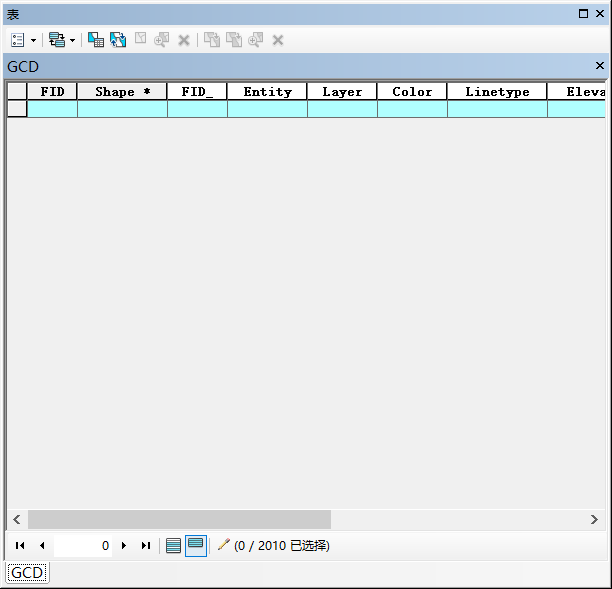 表
GCD
FID Shape * FID_ Entity Layer Color Linetype Eleva
0 (0 / 2010 已选择)
GCD